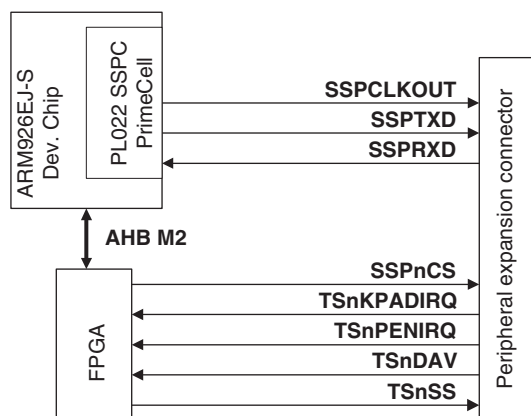 ARM926EJ-S
Dev. Chip
PL022 SSPC
PrimeCell
SSPCLKOUT
SSPTXD
SSPRXD
AHB M2
FPGA
SSPnCS
TSnKPADIRQ
TSnPENIRQ
TSnDAV
TSnSS
Peripheral expansion connector